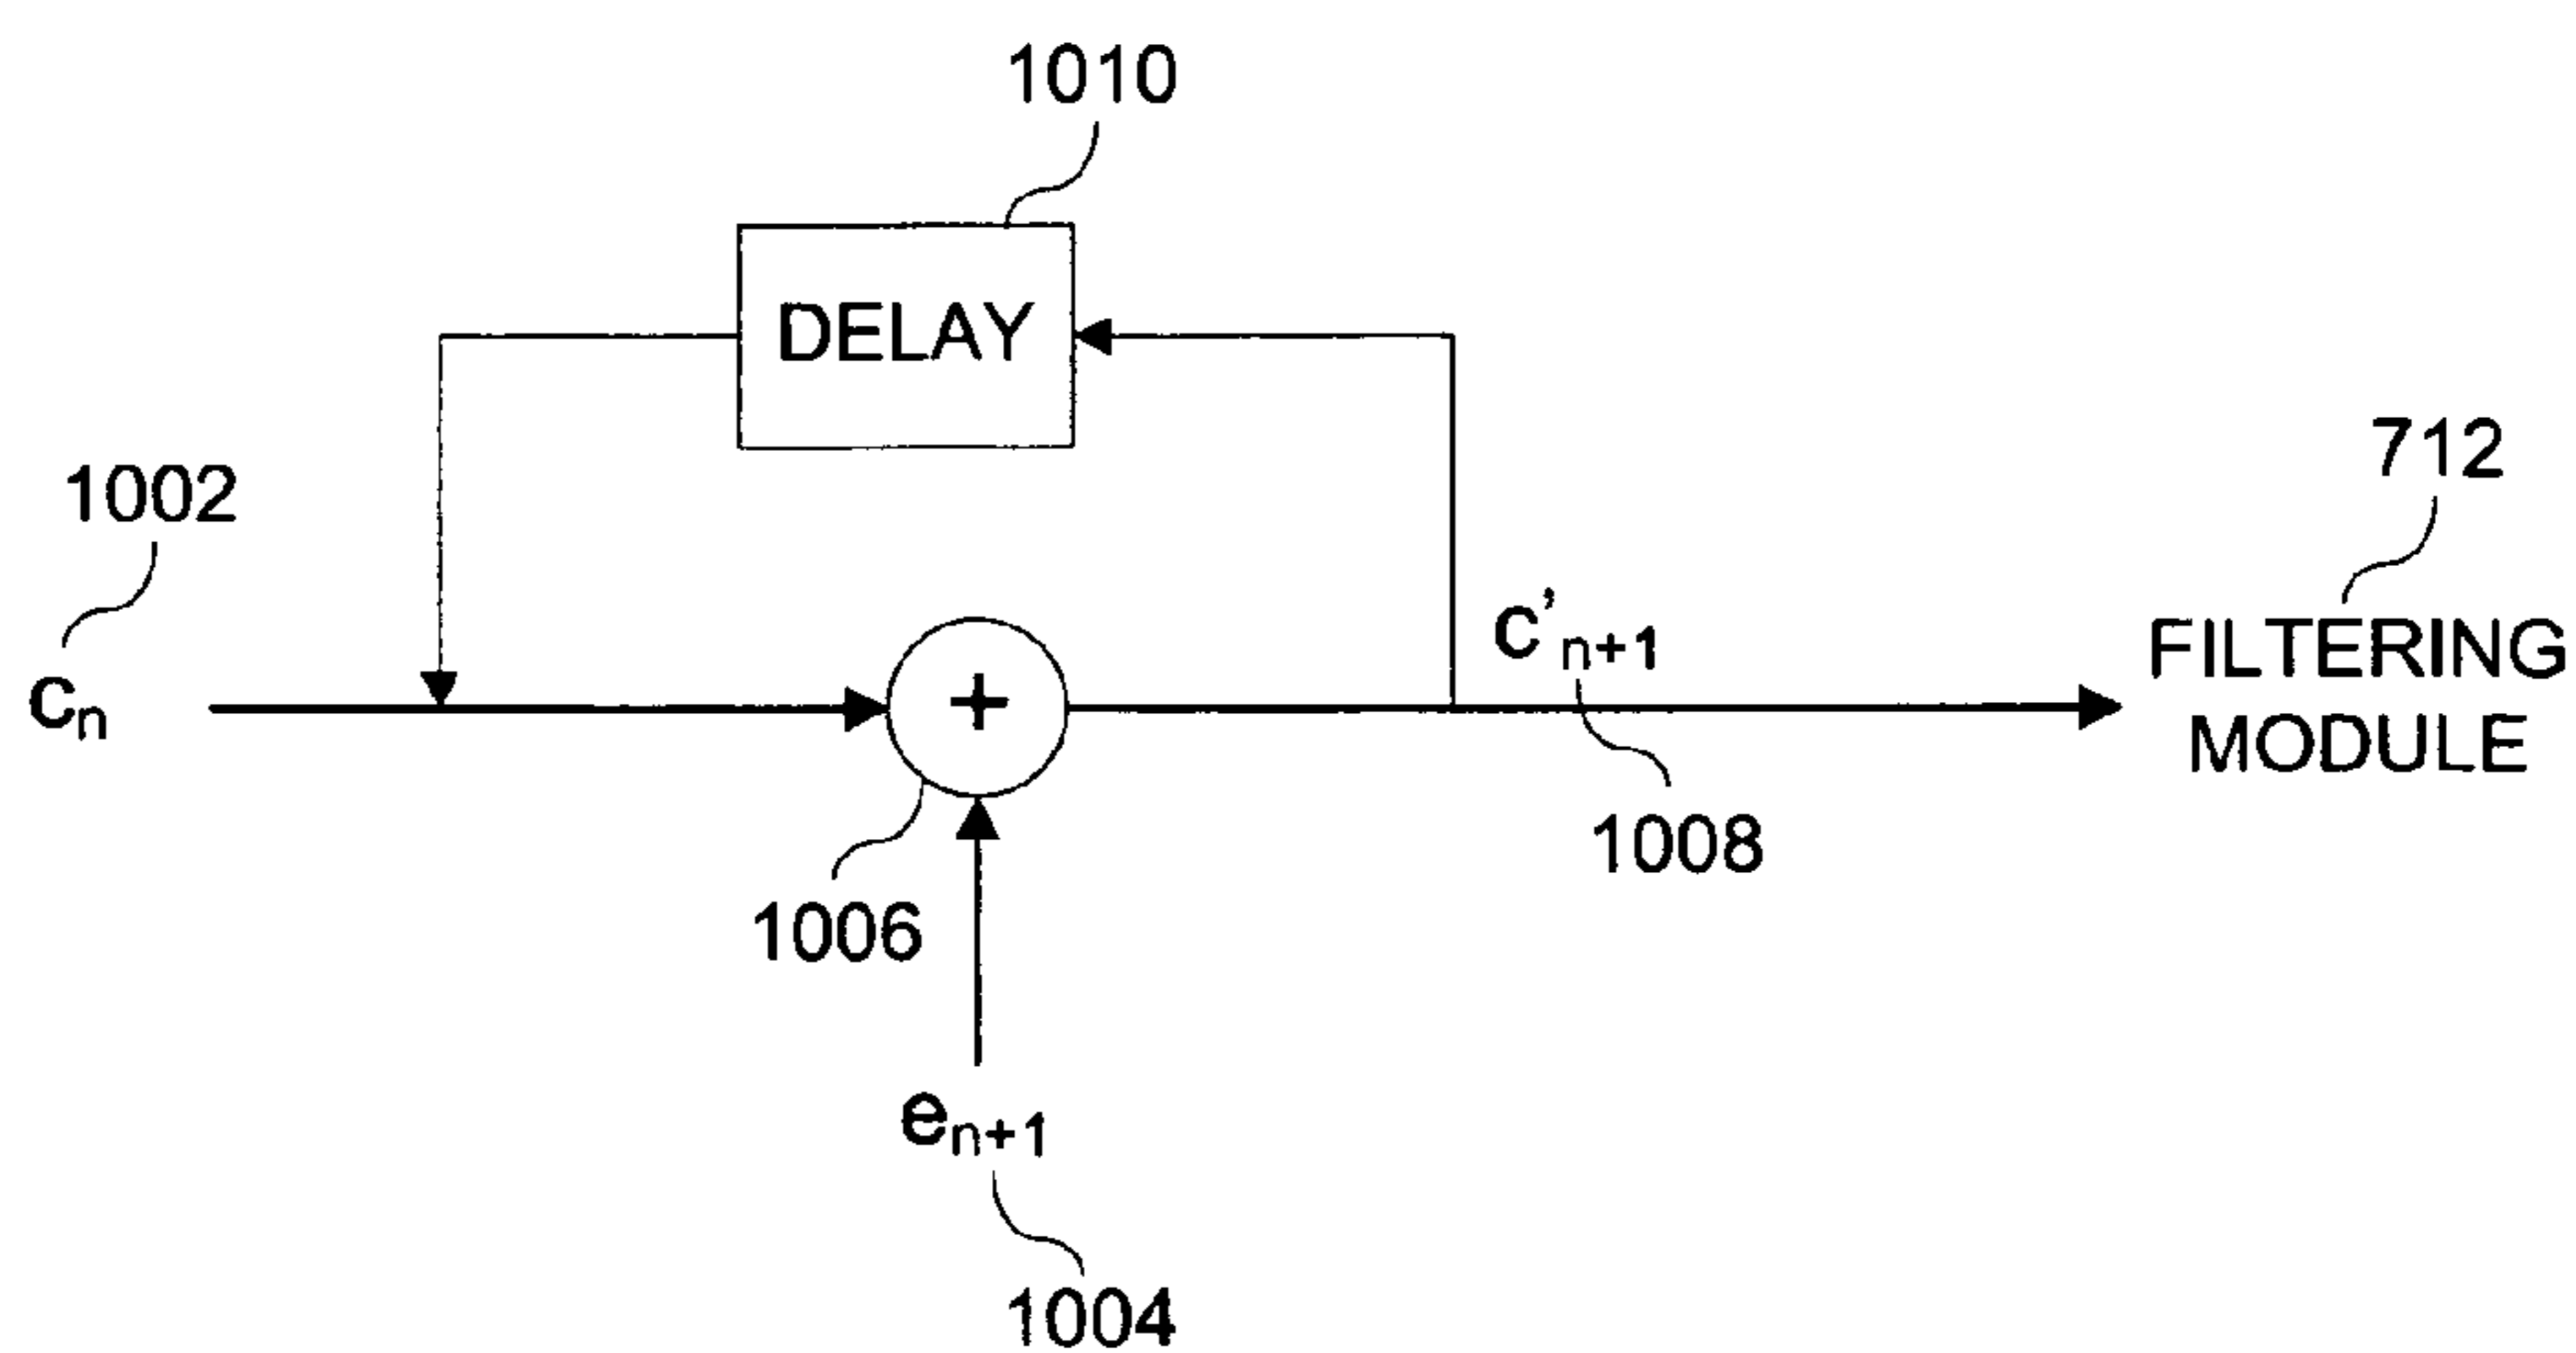 1010
DELAY
712
1002
c'n+1
FILTERING
MODULE
cn
+
1008
1006
en+1
1004